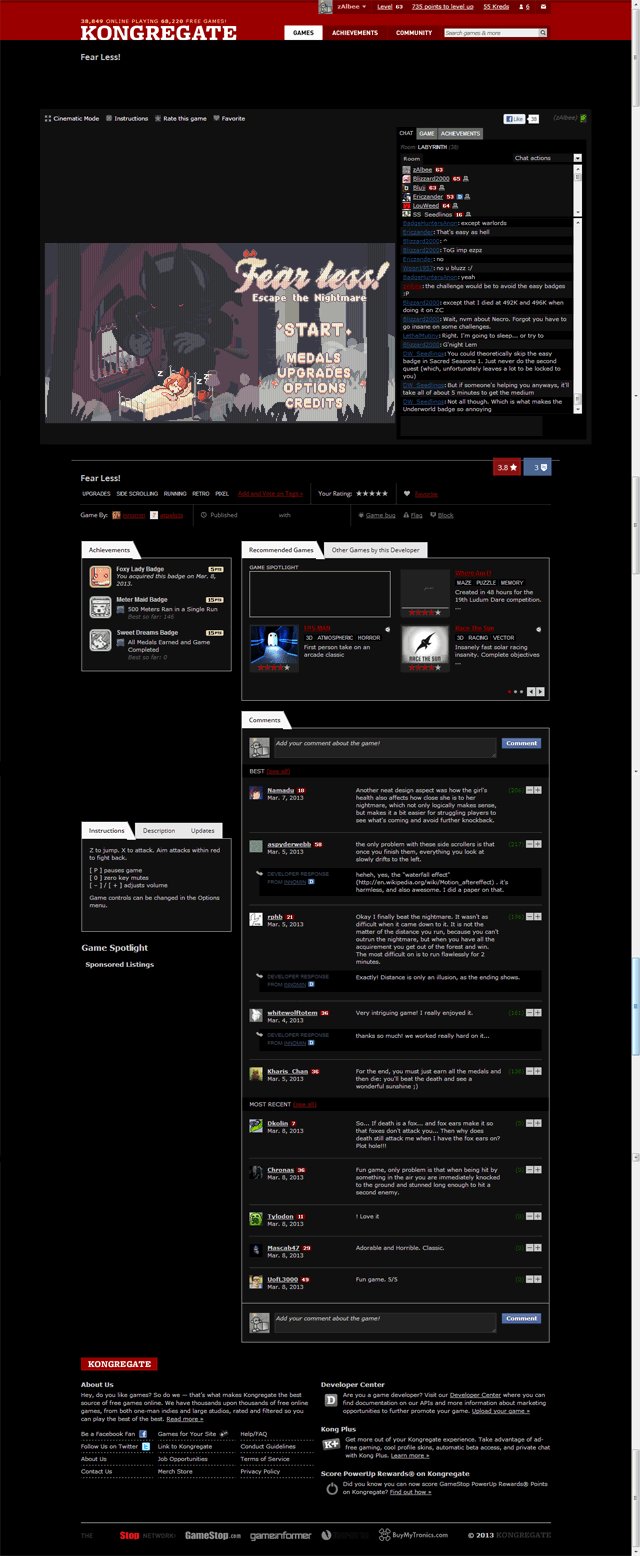 zAlbee
Level 63
735 points to level up
55 Kreds
6
38,849 ONLINE PLAYING 68,220 FREE GAMES!
KONGREGATE
GAMES
ACHIEVEMENTS
COMMUNITY
Search games & more
Fear Less!
Cinematic Mode
Instructions
Rate this game
Favorite
Like
38
(zAlbee)
CHAT
GAME
ACHIEVEMENTS
Room LABYRINTH
Room
Chat actions
zAlbee 63
Blizzard2000 65
Bluji 63
Ericzander 53
LouWeed 64
SS_Seedlings 16
BadgeHuntersAnon: except warlords
Ericzander: That's easy as hell
Blizzard2000: ^
Blizzard2000: ToG imp ezpz
Ericzander: no
: no u bluzz :/
BadgeHuntersAnon: yeah
: the challenge would be to avoid the easy badges
:P
Blizzard2000: except that I died at 492K and 496K when
doing it on ZC
Blizzard2000: Wait, nvm about Necro. Forgot you have to
go insane on some challenges.
LethalMutiny: Right. I'm going to sleep... or try to
Blizzard2000: G'night Lem
DW_Seedlings: You could theoretically skip the easy
badge in Sacred Seasons 1. Just never do the second
quest (which, unfortunately leaves a lot to be locked to
you)
DW_Seedlings: But if someone's helping you anyways, it'll
take all of about 5 minutes to get the medium
DW_Seedlings: Not all though. Which is what makes the
Underworld badge so annoying
Fear less!
Escape the Nightmare
START
MEDALS
UPGRADES
OPTIONS
CREDITS
z z z
3.8
3
Fear Less!
UPGRADES SIDE SCROLLING RUNNING RETRO PIXEL Add and View on Tags »
Your Rating:
Favorite
Game By:
Published with
Game bug
Flag
Block
Achievements
Foxy Lady Badge
5 PTS
You acquired this badge on Mar. 8,
2013.
Meter Maid Badge
15 PTS
500 Meters Ran in a Single Run
Best so far: 146
Sweet Dreams Badge
15 PTS
All Medals Earned and Game
Completed
Best so far: 0
Recommended Games
Other Games by this Developer
GAME SPOTLIGHT
Where Am I?
MAZE PUZZLE MEMORY
Created in 48 hours for the
19th Ludum Dare competition.
...
3D ATMOSPHERIC HORROR
First person take on an
arcade classic
RACE THE SUN
Race The Sun
3D RACING VECTOR
Insanely fast solar racing
insanity. Complete objectives
...
Comments
Add your comment about the game!
Comment
BEST (see all)
Namadu 18
Mar. 7, 2013
Another neat design aspect was how the girl's
health also affects how close she is to her
nightmare, which not only logically makes sense,
but makes it a bit easier for struggling players to
see what's coming and avoid further knockback.
aspyderwebb 58
Mar. 5, 2013
the only problem with these side scrollers is that
once you finish them, everything you look at
slowly drifts to the left.
DEVELOPER RESPONSE
FROM INNOMIN
heheh, yes, the "waterfall effect"
(http://en.wikipedia.org/wiki/Motion_aftereffect) . it's
harmless, and also awesome. I did a paper on that.
rphb 21
Mar. 5, 2013
Okay I finally beat the nightmare. It wasn't as
difficult when it came down to it. It is not the
matter of the distance you run, because you can't
outrun the nightmare, but when you have all the
acquirement you get out of the forest and win.
The most difficult on is to run flawlessly for 2
minutes.
DEVELOPER RESPONSE
FROM INNOMIN
Exactly! Distance is only an illusion, as the ending shows.
whitewolftotem 36
Mar. 4, 2013
Very intriguing game! I really enjoyed it.
DEVELOPER RESPONSE
FROM INNOMIN
thanks so much! we worked really hard on it...
Kharis_Chan 36
Mar. 5, 2013
For the end, you must just earn all the medals and
then die: you'll beat the death and see a
wonderful sunshine ;)
MOST RECENT (see all)
Dkolin 7
Mar. 8, 2013
So... If death is a fox... and fox ears make it so
that foxes don't attack you... Then why does
death still attack me when I have the fox ears on?
Plot hole!!!
Chronas 36
Mar. 8, 2013
Fun game, only problem is that when being hit by
something in the air you are immediately knocked
to the ground and stunned long enough to hit a
second enemy.
Tylodon 11
Mar. 8, 2013
! Love it
Mascab47 29
Mar. 8, 2013
Adorable and Horrible. Classic.
UofL3000 49
Mar. 8, 2013
Fun game. 5/5
Add your comment about the game!
Comment
Instructions
Description
Updates
Z to jump. X to attack. Aim attacks within red
to fight back.
[ P ] pauses game
[ 0 ] zero key mutes
[ - ] / [ + ] adjusts volume
Game controls can be changed in the Options
menu.
Game Spotlight
Sponsored Listings
KONGREGATE
About Us
Hey, do you like games? So do we — that's what makes Kongregate the best
source of free games online. We have thousands upon thousands of free online
games, from both one-man indies and large studios, rated and filtered so you
can play the best of the best. Read more »
Be a Facebook Fan
Games for Your Site
Help/FAQ
Follow Us on Twitter
Link to Kongregate
Conduct Guidelines
About Us
Job Opportunities
Terms of Service
Contact Us
Merch Store
Privacy Policy
Developer Center
Are you a game developer? Visit our Developer Center where you can
find documentation on our APIs and more information about marketing
opportunities to further promote your game. Upload your game »
Kong Plus
K+
Get more out of your Kongregate experience. Take advantage of ad-
free gaming, cool profile skins, automatic beta access, and private chat
with Kong Plus. Learn more »
Score PowerUp Rewards® on Kongregate
Did you know you can now score GameStop PowerUp Rewards® Points
on Kongregate? Find out how »
THE Stop NETWORK:
GameStop.com
gameinformer
BuyMyTronics.com
© 2013 KONGREGATE